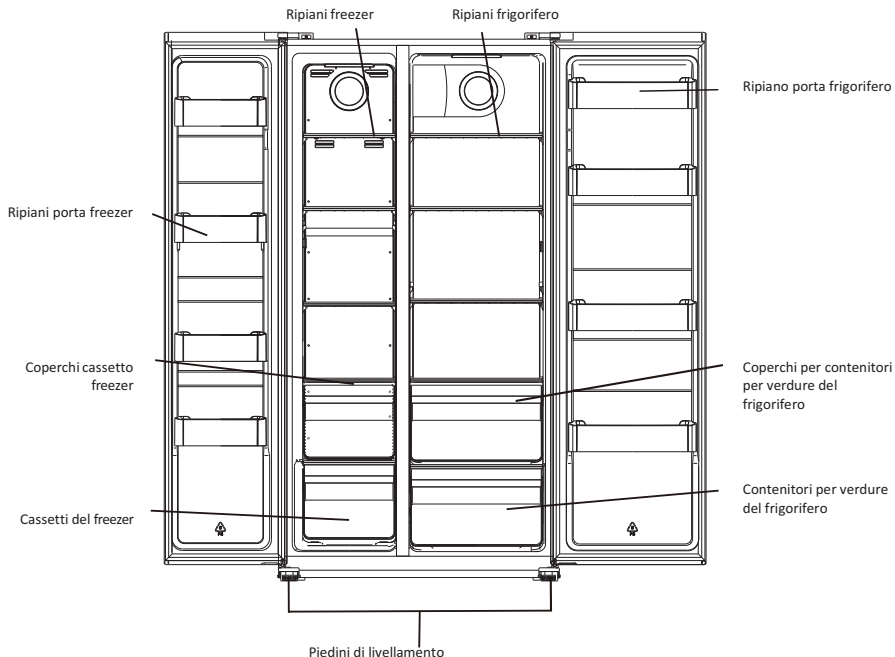 Ripiani freezer
Ripiani frigorifero
Ripiano porta frigorifero
Ripiani porta freezer
Coperchi cassetto
freezer
Coperchi per contenitori
per verdure del
frigorifero
Cassetti del freezer
Contenitori per verdure
del frigorifero
Piedini di livellamento